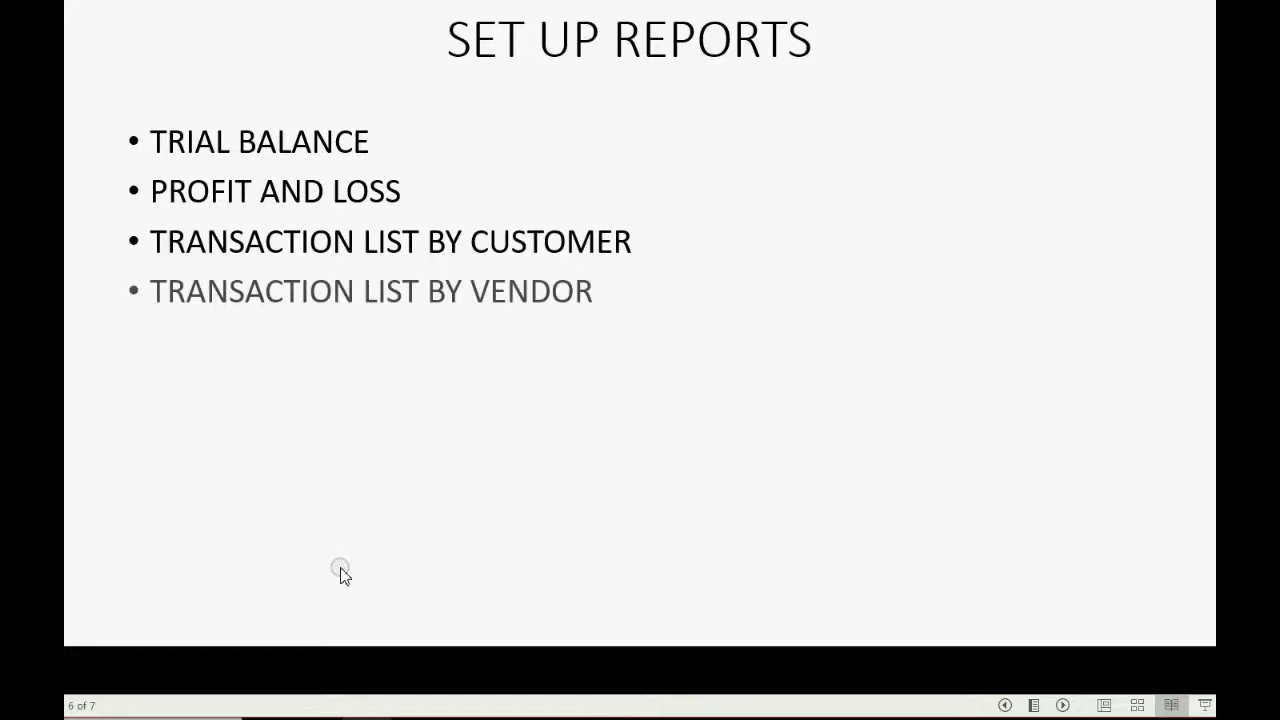 SET UP REPORTS
• TRIAL BALANCE
• PROFIT AND LOSS
• TRANSACTION LIST BY CUSTOMER
• TRANSACTION LIST BY VENDOR
6 of 7